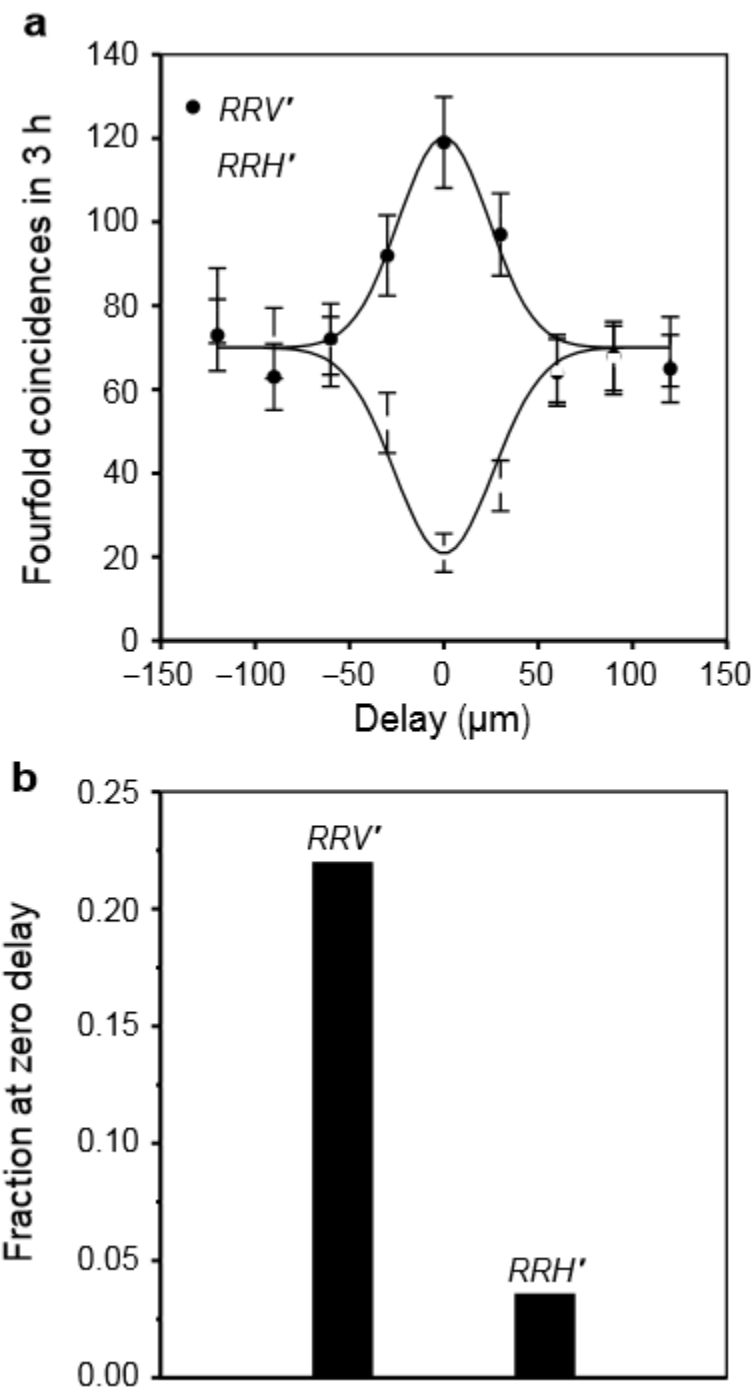 a
Fourfold coincidences in 3 h
140
120
100
80
60
40
20
0
RRV′
RRH′
−150 −100 −50 0 50 100 150
Delay (µm)
b
Fraction at zero delay
0.25
0.20
0.15
0.10
0.05
0.00
RRV′
RRH′